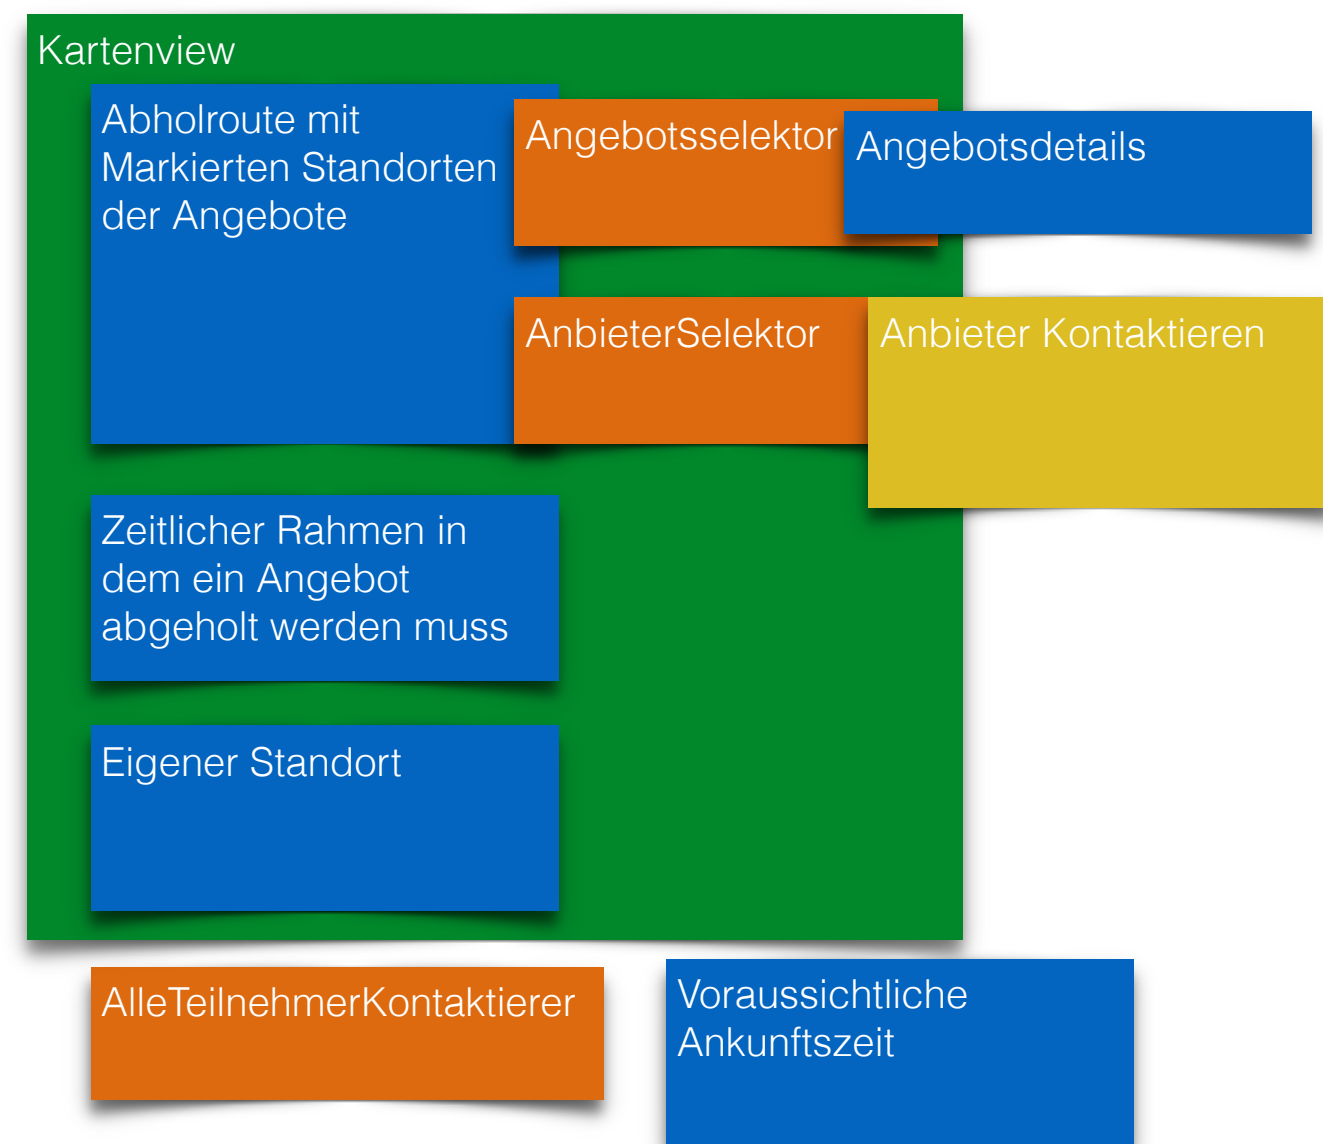 Kartenview
Abholroute mit
Markierten Standorten
der Angebote
Angebotsselektor
Angebotsdetails
AnbieterSelektor
Anbieter Kontaktieren
Zeitlicher Rahmen in
dem ein Angebot
abgeholt werden muss
Eigener Standort
AlleTeilnehmerKontaktierer
Voraussichtliche
Ankunftszeit